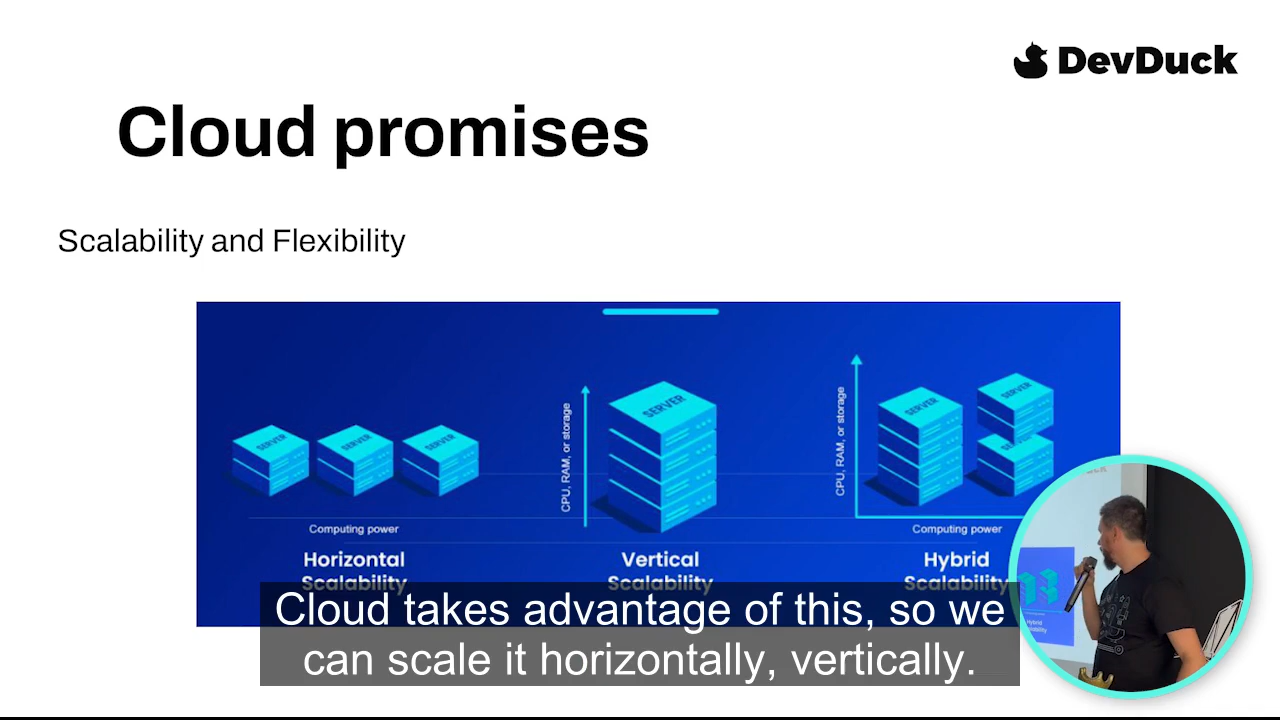 DevDuck
Cloud promises
Scalability and Flexibility
SERVER
SERVER
SERVER
Computing power
Horizontal
Scalability
CPU, RAM, or storage
SERVER
Vertical
Scalability
CPU, RAM, or storage
SERVER
SERVER
SERVER
Computing power
Hybrid
Scalability
Cloud takes advantage of this, so we
can scale it horizontally, vertically.